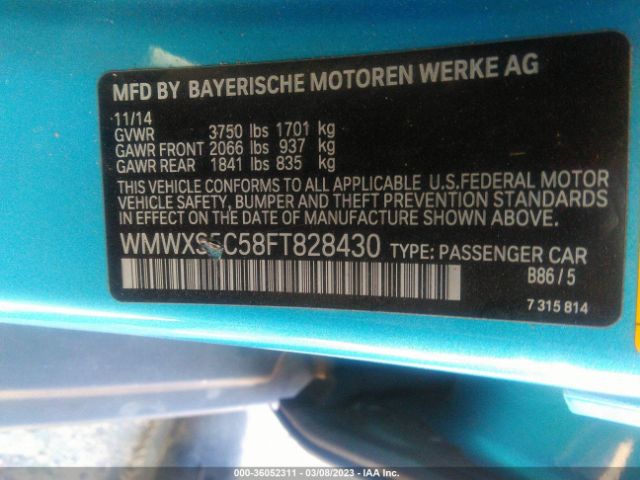 MFD BY BAYERISCHE MOTOREN WERKE AG
11/14
GVWR 3750 lbs 1701 kg
GAWR FRONT 2066 lbs 937 kg
GAWR REAR 1841 lbs 835 kg
THIS VEHICLE CONFORMS TO ALL APPLICABLE U.S.FEDERAL MOTOR
VEHICLE SAFETY, BUMPER AND THEFT PREVENTION STANDARDS
IN EFFECT ON THE DATE OF MANUFACTURE SHOWN ABOVE.
WMWXS5C58FT828430 TYPE: PASSENGER CAR
B86 / 5
7 315 814
000-36052311 - 03/08/2023 - IAA Inc.